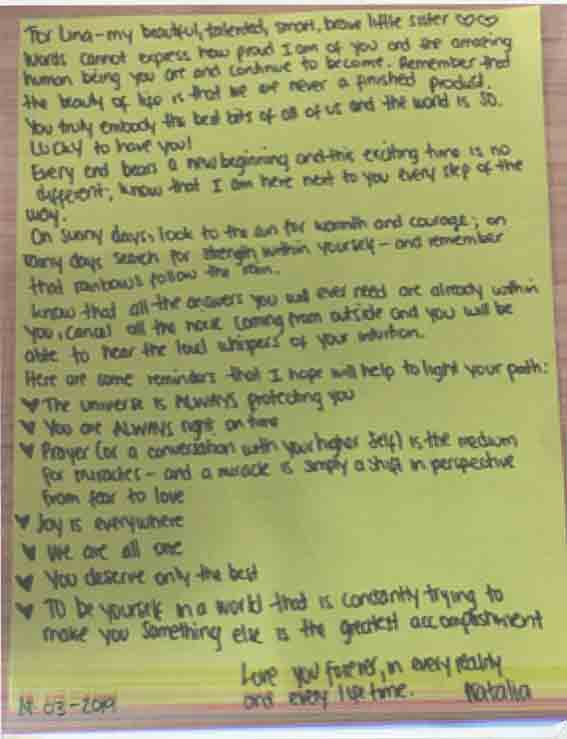 For Lina - my beautiful, talented, smart, brave little sister ♡♡
Words cannot express how proud I am of you and the amazing
human being you are and continue to become. Remember that
the beauty of life is that we are never a finished product.
You truly embody the best bits of all of us and the world is SO
LUCKY to have you!
Every end bears a new beginning and this exciting time is no
different; know that I am here next to you every step of the
way.
On sunny days, look to the sun for warmth and courage; on
rainy days search for strength within yourself - and remember
that rainbows follow the rain.
Know that all the answers you will ever need are already within
you. Cancel all the noise coming from outside and you will be
able to hear the loud whispers of your intuition.
Here are some reminders that I hope will help to light your path:
♥ The universe is ALWAYS protecting you
♥ You are ALWAYS right on time
♥ Prayer (or a conversation with your higher self) is the medium
for miracles - and a miracle is simply a shift in perspective
from fear to love
♥ Joy is everywhere
♥ We are all one
♥ You deserve only the best
♥ TO be yourself in a world that is constantly trying to
make you something else is the greatest accomplishment
Love you forever, in every reality
and every lifetime. Natalia
03-2019